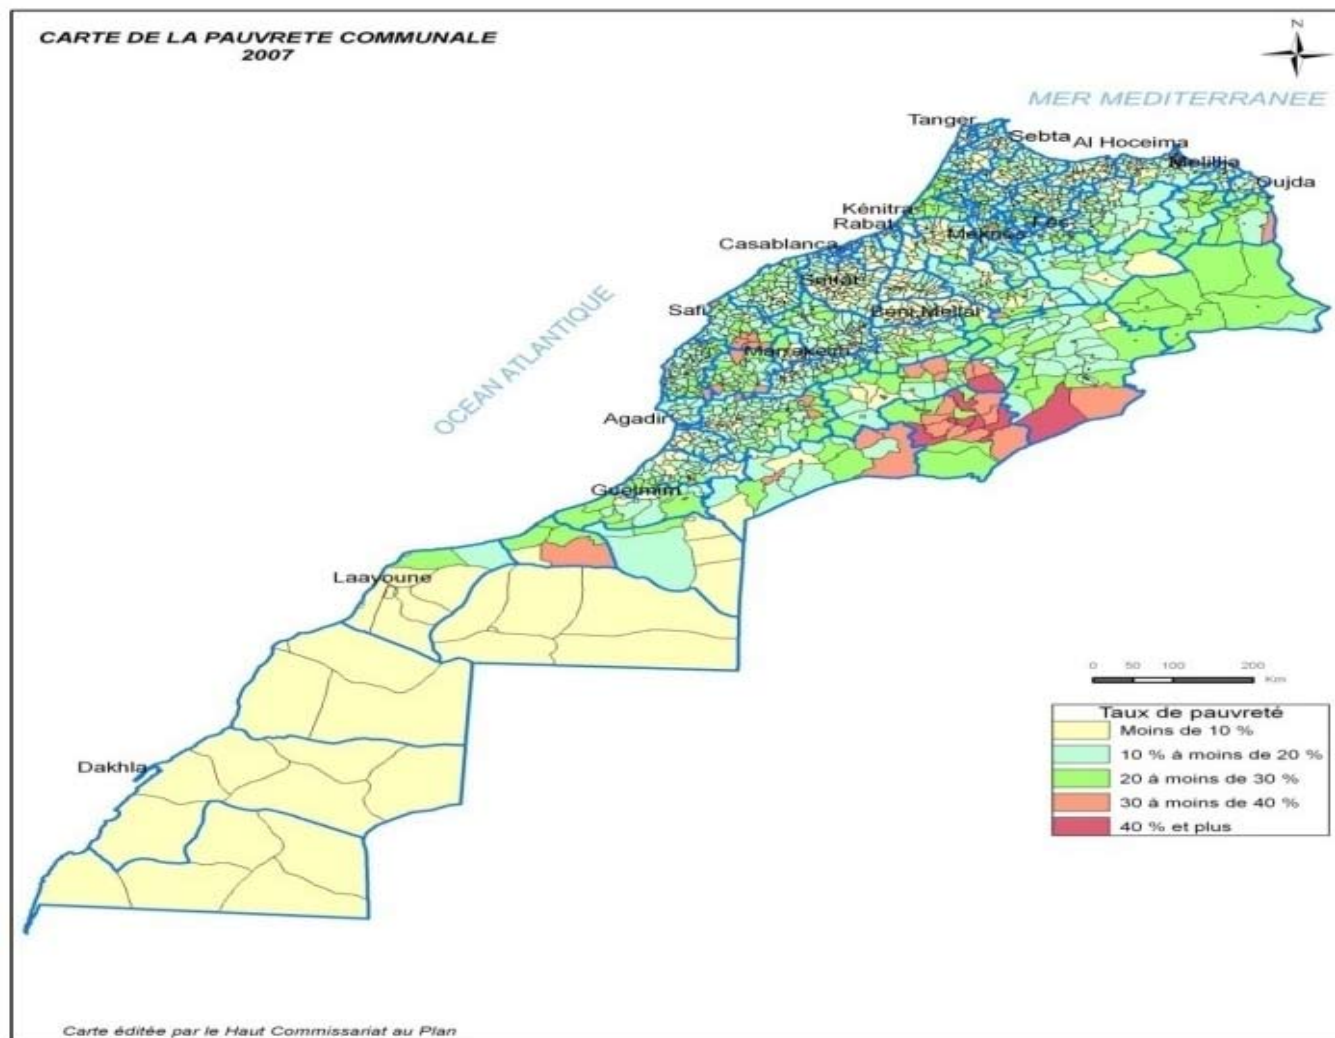 CARTE DE LA PAUVRETE COMMUNALE
2007
N
MER MEDITERRANEE
Tanger
Sebta
Al Hoceima
Melillia
Oujda
Kénitra
Rabat
Fès
Meknès
Casablanca
Settat
Safi
Béni Mellal
Marrakech
OCEAN ATLANTIQUE
Agadir
Guelmim
Laayoune
Dakhla
0 50 100 200
Km
Taux de pauvreté
Moins de 10 %
10 % à moins de 20 %
20 à moins de 30 %
30 à moins de 40 %
40 % et plus
Carte éditée par le Haut Commissariat au Plan